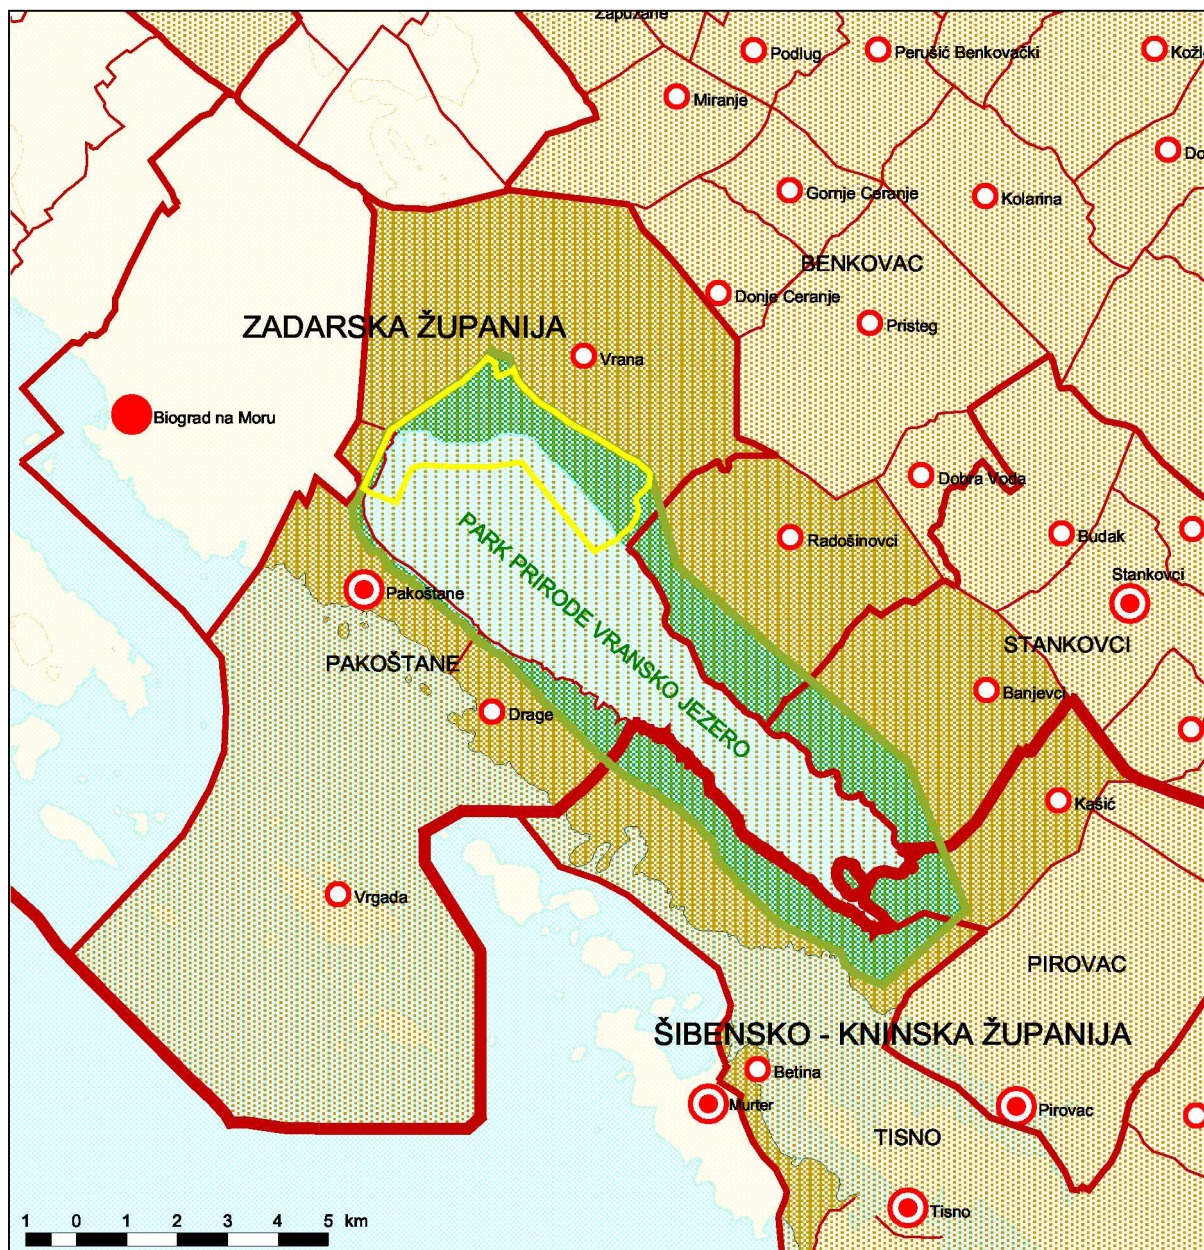 Zapužane
Podlug
Perušić Benkovački
Miranje
Gornje Ceranje
Kolarina
BENKOVAC
Donje Ceranje
Pristeg
ZADARSKA ŽUPANIJA
Vrana
Biograd na Moru
Dobra Voda
Radošinovci
Budak
Stankovci
PARK PRIRODE VRANSKO JEZERO
Pakoštane
STANKOVCI
PAKOŠTANE
Banjevci
Drage
Kašić
Vrgada
PIROVAC
ŠIBENSKO - KNINSKA ŽUPANIJA
Betina
Murter
Pirovac
TISNO
Tisno
1 0 1 2 3 4 5 km